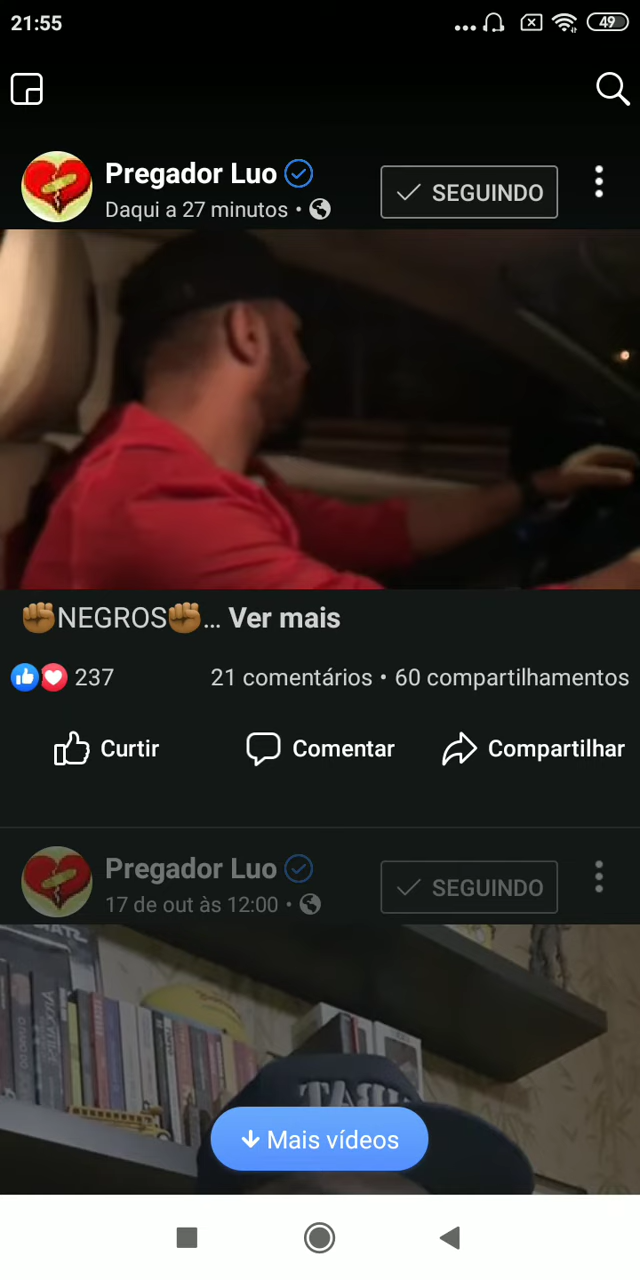 21:55
49
Pregador Luo
Daqui a 27 minutos •
SEGUINDO
✊🏾NEGROS✊🏾... Ver mais
237
21 comentários • 60 compartilhamentos
Curtir
Comentar
Compartilhar
Pregador Luo
17 de out às 12:00 •
SEGUINDO
Mais vídeos